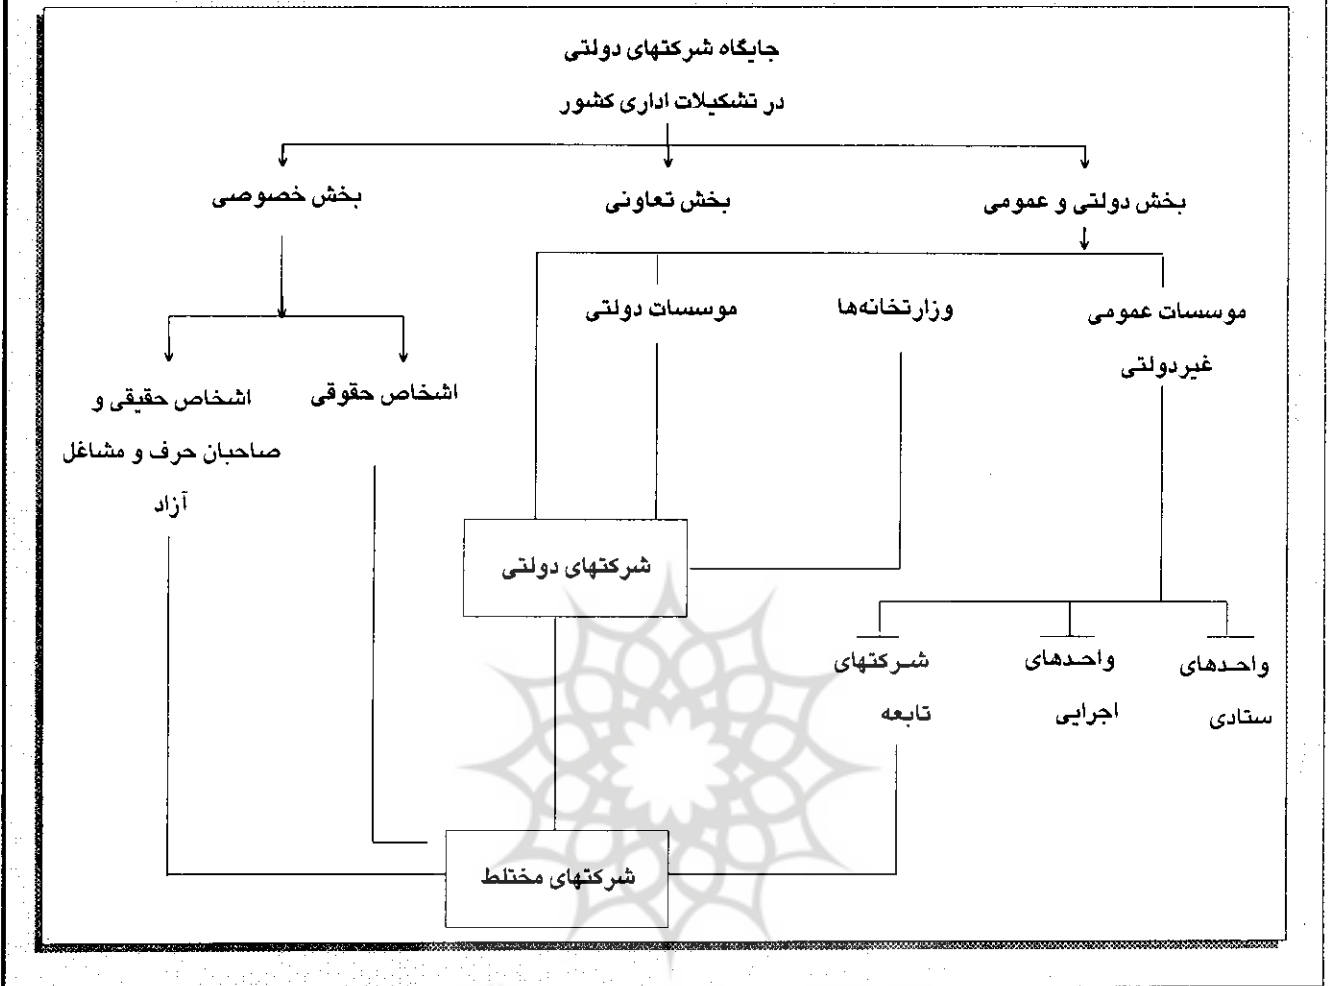 جایگاه شرکتهای دولتی
در تشکیلات اداری کشور
بخش دولتی و عمومی
بخش تعاونی
بخش خصوصی
موسسات عمومی
غیردولتی
وزارتخانه‌ها
موسسات دولتی
اشخاص حقوقی
اشخاص حقیقی و
صاحبان حرف و مشاغل
آزاد
شرکتهای دولتی
واحدهای
ستادی
واحدهای
اجرایی
شرکتهای
تابعه
شرکتهای مختلط